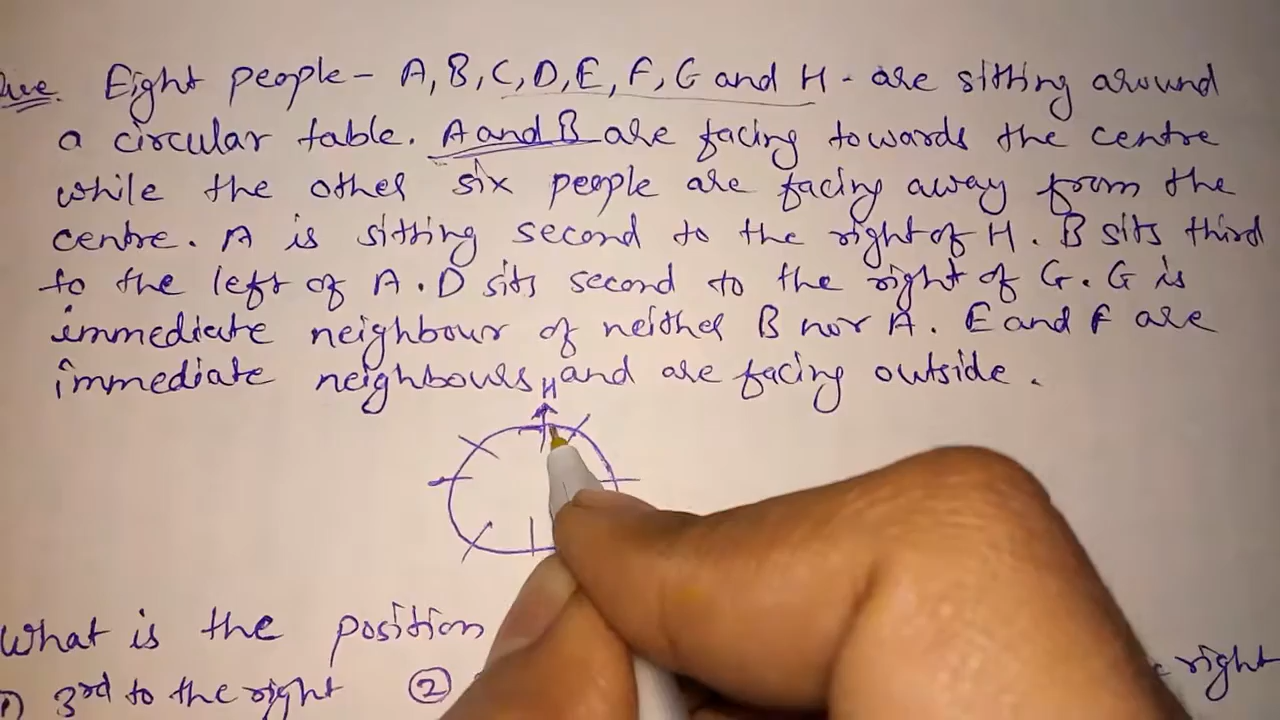 Que. Eight people - A, B, C, D, E, F, G and H - are sitting around
a circular table. A and B are facing towards the centre
while the other six people are facing away from the
centre. A is sitting second to the right of H. B sits third
to the left of A. D sits second to the right of G. G is
immediate neighbour of neither B nor A. E and F are
immediate neighbours and are facing outside.
H
What is the position
right
1) 3rd to the right 2